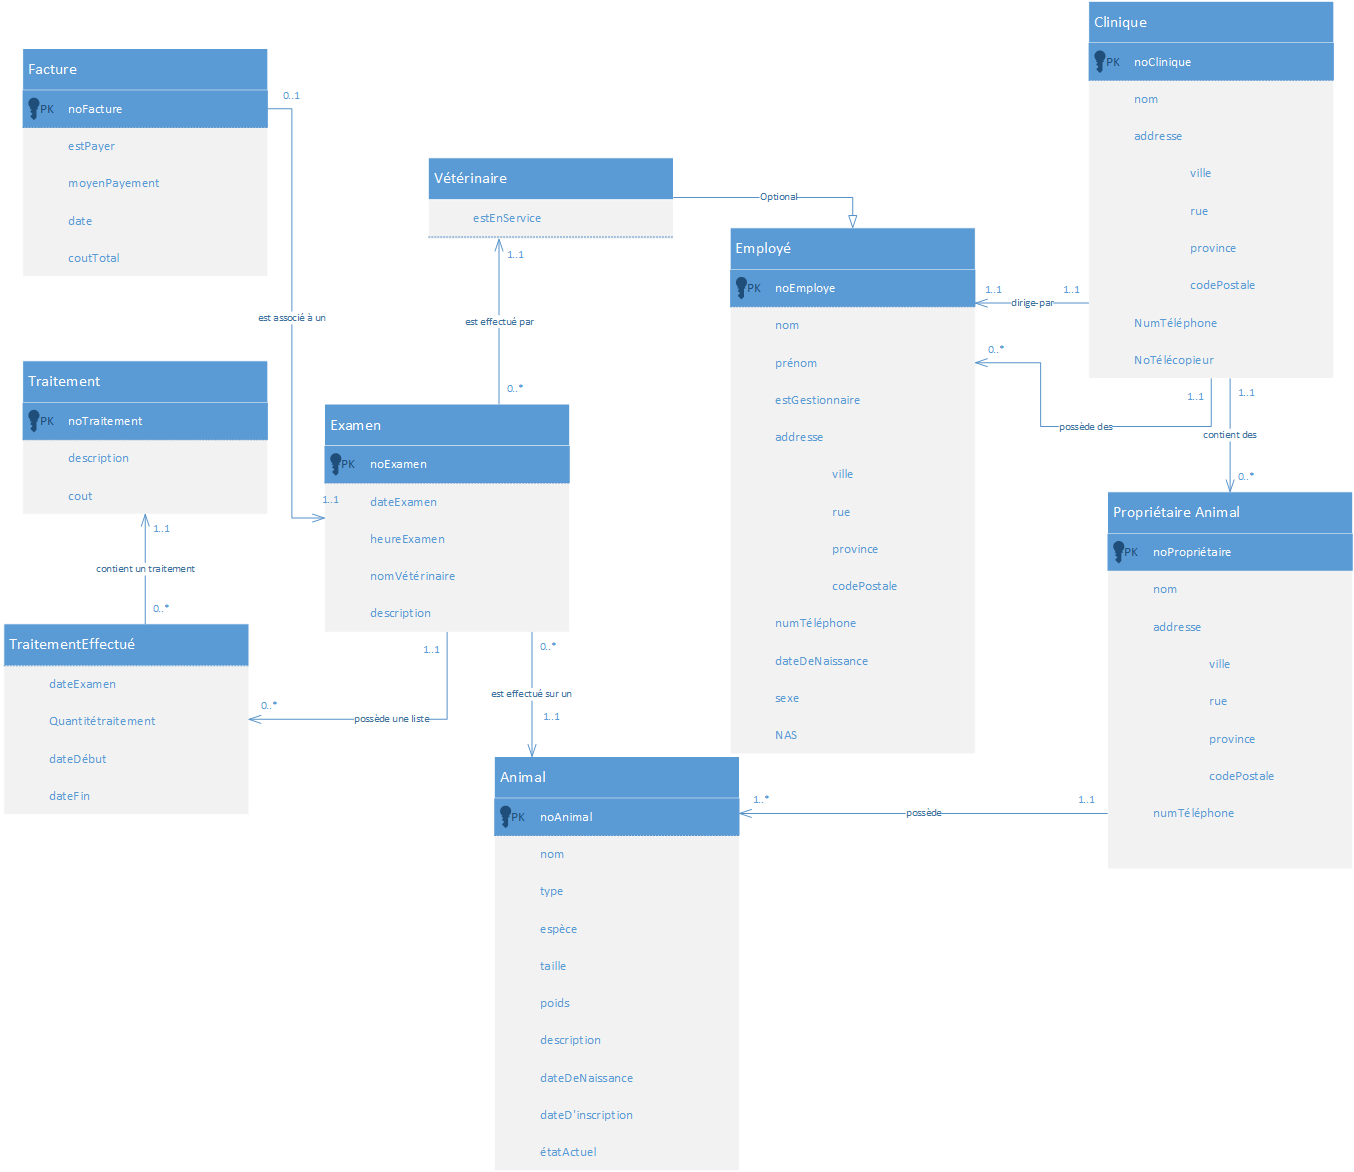 Clinique
PK noClinique
nom
addresse
ville
rue
province
codePostale
NumTéléphone
NoTélécopieur
Facture
PK noFacture
estPayer
moyenPayement
date
coutTotal
0..1
est associé à un
1..1
Vétérinaire
estEnService
Optional
1..1
est effectué par
0..*
Employé
PK noEmploye
nom
prénom
estGestionnaire
addresse
ville
rue
province
codePostale
numTéléphone
dateDeNaissance
sexe
NAS
1..1
dirige-par
1..1
0..*
possède des
1..1
1..1
contient des
0..*
Traitement
PK noTraitement
description
cout
1..1
contient un traitement
0..*
Examen
PK noExamen
dateExamen
heureExamen
nomVétérinaire
description
Propriétaire Animal
PK noPropriétaire
nom
addresse
ville
rue
province
codePostale
numTéléphone
TraitementEffectué
dateExamen
Quantitétraitement
dateDébut
dateFin
1..1
0..*
possède une liste
0..*
est effectué sur un
1..1
Animal
PK noAnimal
nom
type
espèce
taille
poids
description
dateDeNaissance
dateD'inscription
étatActuel
1..*
possède
1..1